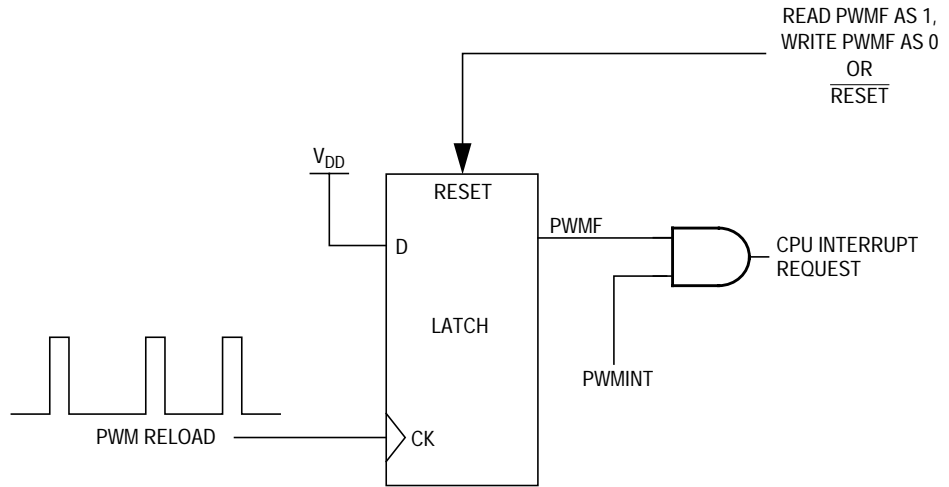 READ PWMF AS 1,
WRITE PWMF AS 0
OR
RESET
VDD
RESET
PWMF
D
CPU INTERRUPT
REQUEST
LATCH
PWMINT
PWM RELOAD
CK